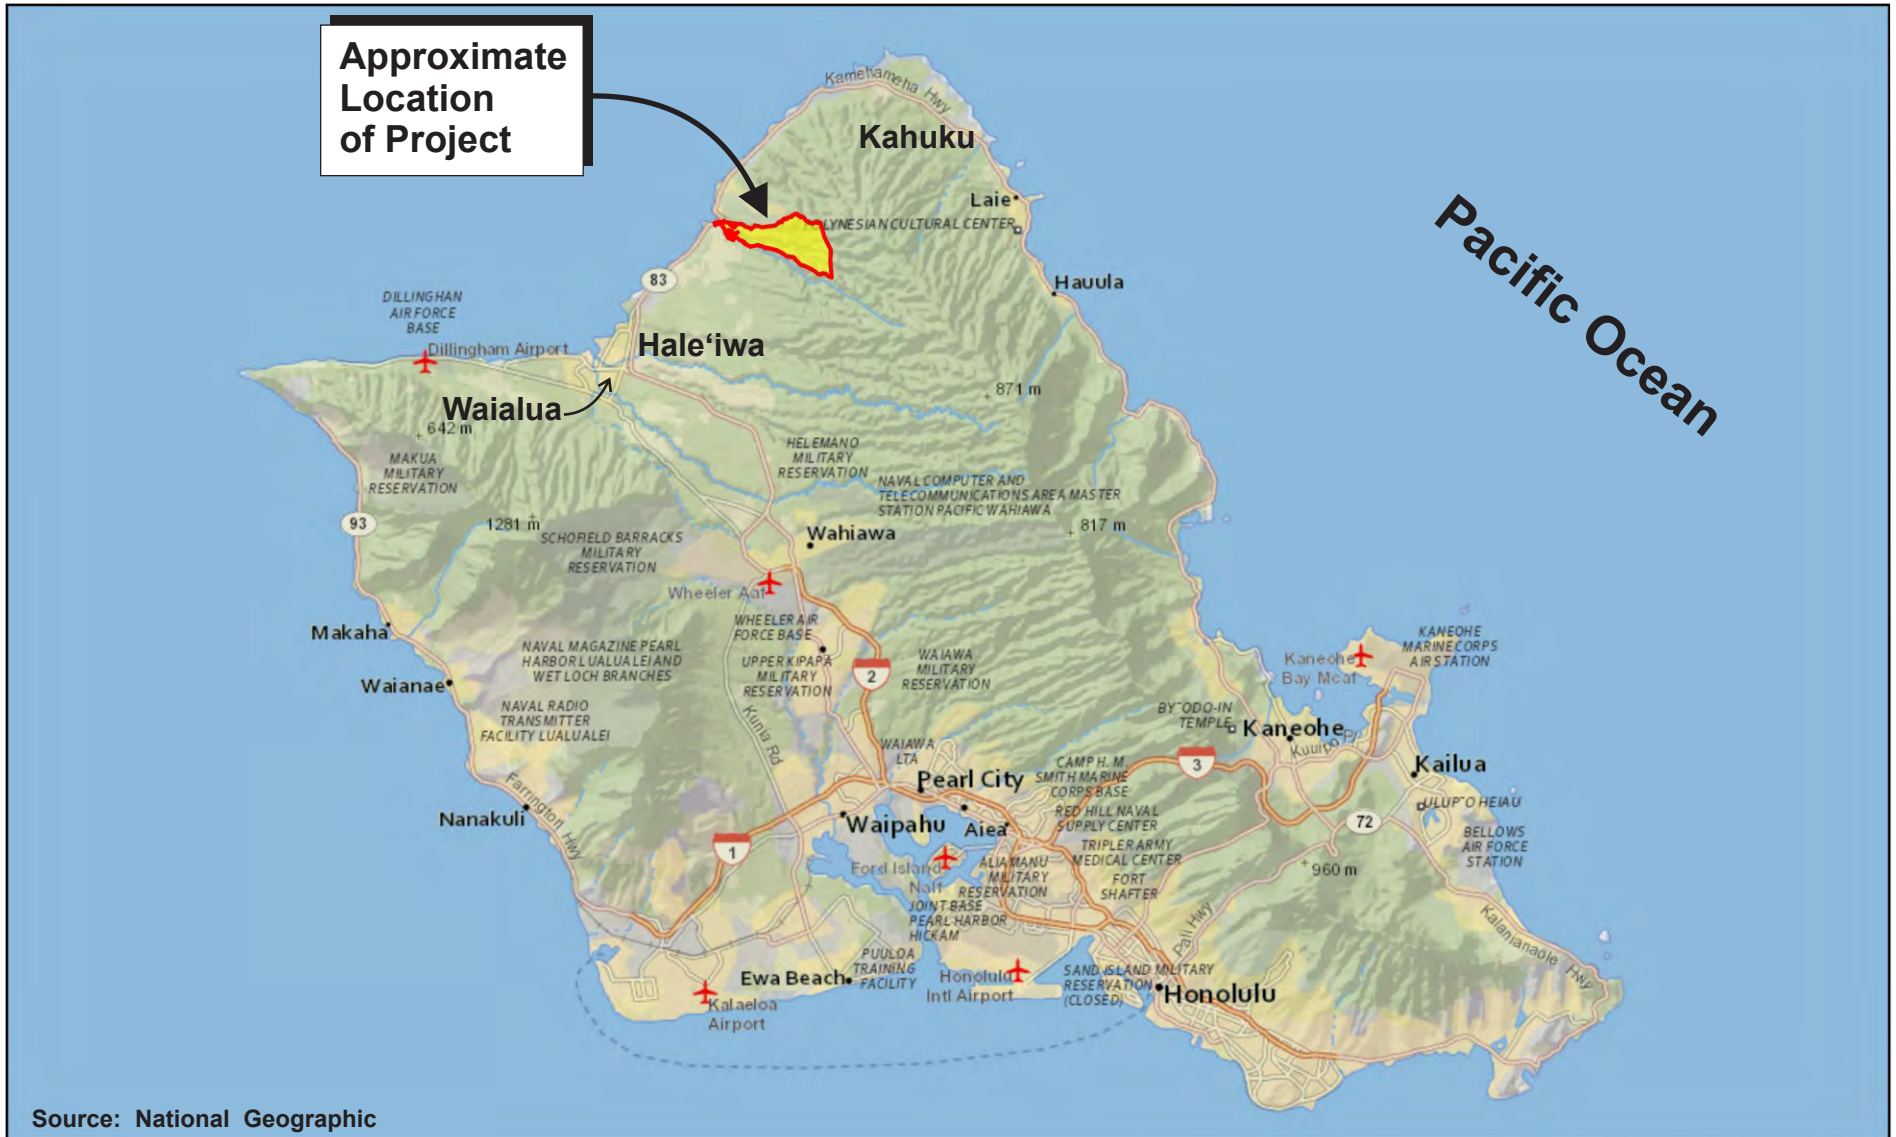 Approximate
Location
of Project
Kamehameha Hwy
Kahuku
Laie
POLYNESIAN CULTURAL CENTER
Pacific Ocean
83
Hauula
DILLINGHAN
AIR FORCE
BASE
Dillingham Airport
Hale‘iwa
Waialua
871 m
642 m
MAKUA
MILITARY
RESERVATION
HELEMANO
MILITARY
RESERVATION
NAVAL COMPUTER AND
TELECOMMUNICATIONS AREA MASTER
STATION PACIFIC WAHIAWA
93
1281 m
817 m
SCHOFIELD BARRACKS
MILITARY
RESERVATION
Wahiawa
Wheeler Aaf
WHEELER AIR
FORCE BASE
Makaha
NAVAL MAGAZINE PEARL
HARBOR LUALUALEI AND
WET LOCH BRANCHES
UPPER KIPAPA
MILITARY
RESERVATION
2
WAIAWA
MILITARY
RESERVATION
Kaneohe
Bay Mcaf
KANEOHE
MARINE CORPS
AIR STATION
Waianae
NAVAL RADIO
TRANSMITTER
FACILITY LUALUALEI
Kunia Rd
BYODO-IN
TEMPLE
Kaneohe
WAIAWA
LTA
Pearl City
CAMP H. M.
SMITH MARINE
CORPS BASE
3
Kailua
Farrington Hwy
Nanakuli
Waipahu
Aiea
RED HILL NAVAL
SUPPLY CENTER
72
ULUPO HEIAU
BELLOWS
AIR FORCE
STATION
1
Ford Island
Nalf
ALIAMANU
MILITARY
RESERVATION
TRIPLER ARMY
MEDICAL CENTER
FORT
SHAFTER
960 m
JOINT BASE
PEARL HARBOR
HICKAM
Pali Hwy
Kalanianaole Hwy
PUULOA
TRAINING
FACILITY
Ewa Beach
Honolulu
Intl Airport
SAND ISLAND MILITARY
RESERVATION
(CLOSED)
Honolulu
Kalaeloa
Airport
Source: National Geographic